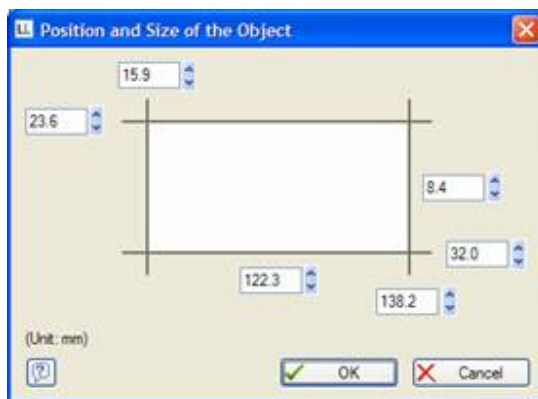 LL Position and Size of the Object
15.9
23.6
8.4
32.0
122.3
138.2
(Unit: mm)
?
OK
Cancel